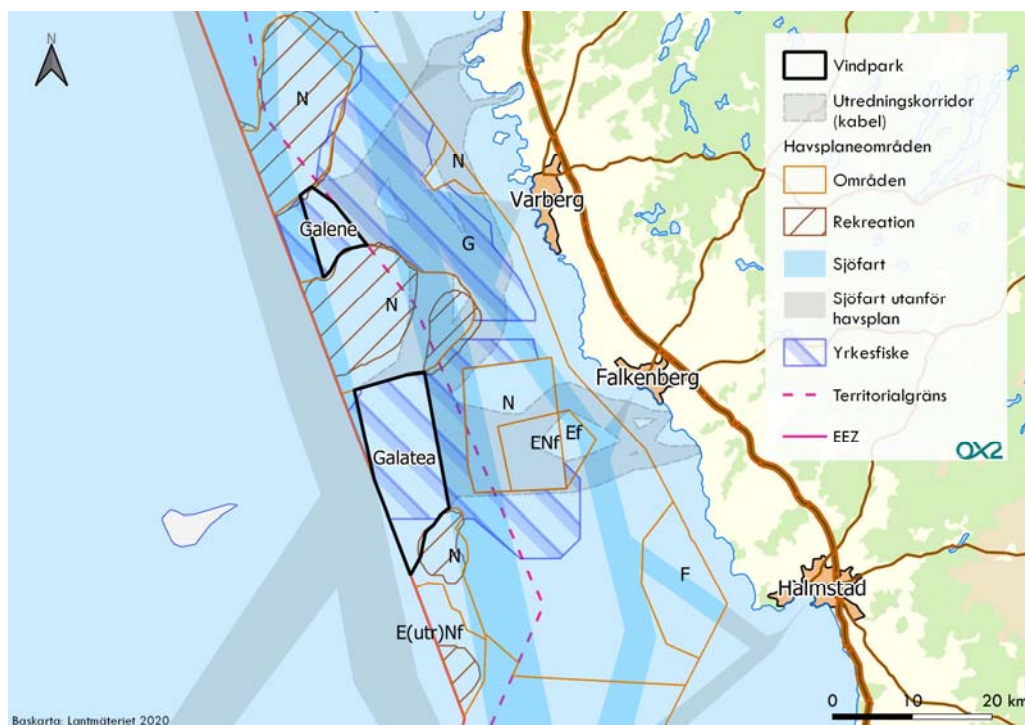 N
Vindpark
Utredningskorridor
(kabel)
Havsplaneområden
Områden
Rekreation
Sjöfart
Sjöfart utanför
havsplan
Yrkesfiske
Territorialgräns
EEZ
OX2
N
N
Varberg
Galene
G
N
Falkenberg
N
Ef
ENf
Galatea
N
F
Halmstad
E(utr)Nf
0 10 20 km
Baskarta: Lantmäteriet 2020